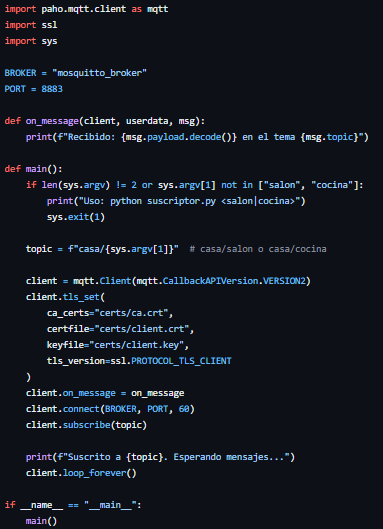 import paho.mqtt.client as mqtt
import ssl
import sys

BROKER = "mosquitto_broker"
PORT = 8883

def on_message(client, userdata, msg):
    print(f"Recibido: {msg.payload.decode()} en el tema {msg.topic}")

def main():
    if len(sys.argv) != 2 or sys.argv[1] not in ["salon", "cocina"]:
        print("Uso: python suscriptor.py <salon|cocina>")
        sys.exit(1)

    topic = f"casa/{sys.argv[1]}"  # casa/salon o casa/cocina

    client = mqtt.Client(mqtt.CallbackAPIVersion.VERSION2)
    client.tls_set(
        ca_certs="certs/ca.crt",
        certfile="certs/client.crt",
        keyfile="certs/client.key",
        tls_version=ssl.PROTOCOL_TLS_CLIENT
    )
    client.on_message = on_message
    client.connect(BROKER, PORT, 60)
    client.subscribe(topic)

    print(f"Suscrito a {topic}. Esperando mensajes...")
    client.loop_forever()

if __name__ == "__main__":
    main()